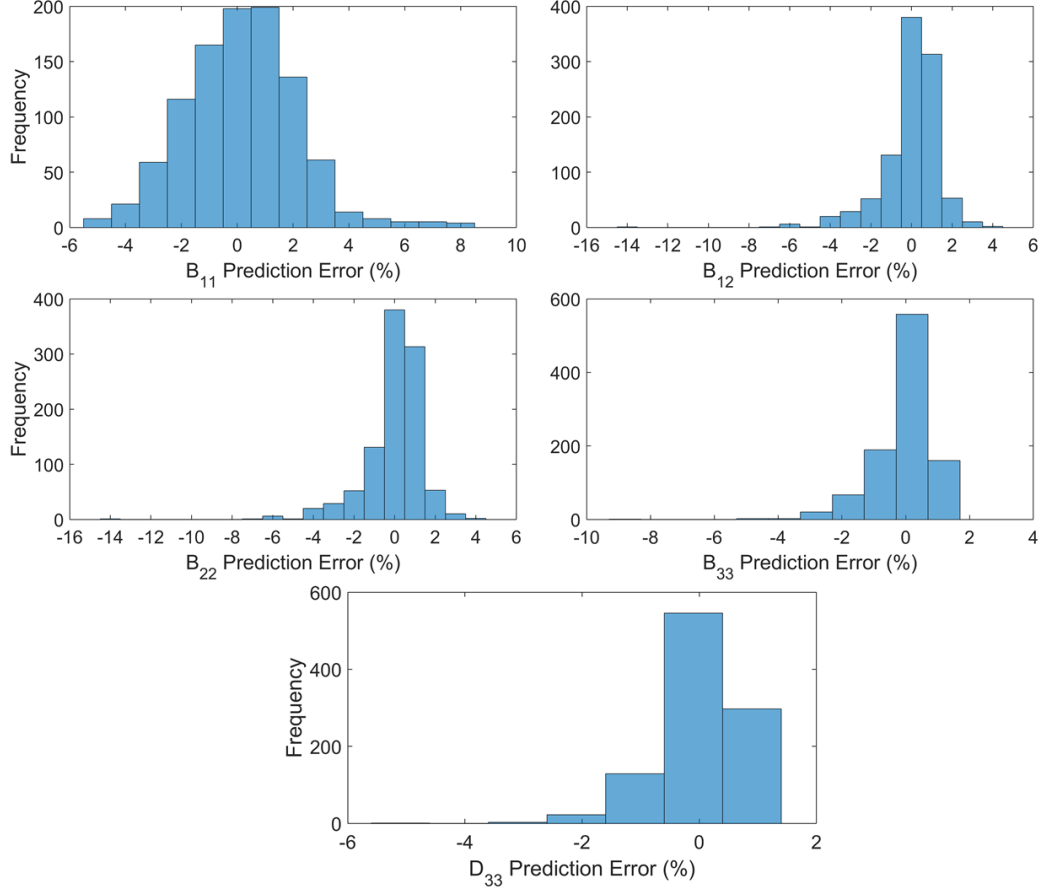 200
150
100
50
0
Frequency
-6 -4 -2 0 2 4 6 8 10
B11 Prediction Error (%)
400
300
200
100
0
-16 -14 -12 -10 -8 -6 -4 -2 0 2 4 6
B12 Prediction Error (%)
400
300
200
100
0
Frequency
-16 -14 -12 -10 -8 -6 -4 -2 0 2 4 6
B22 Prediction Error (%)
600
400
200
0
-10 -8 -6 -4 -2 0 2 4
B33 Prediction Error (%)
600
400
200
0
Frequency
-6 -4 -2 0 2
D33 Prediction Error (%)